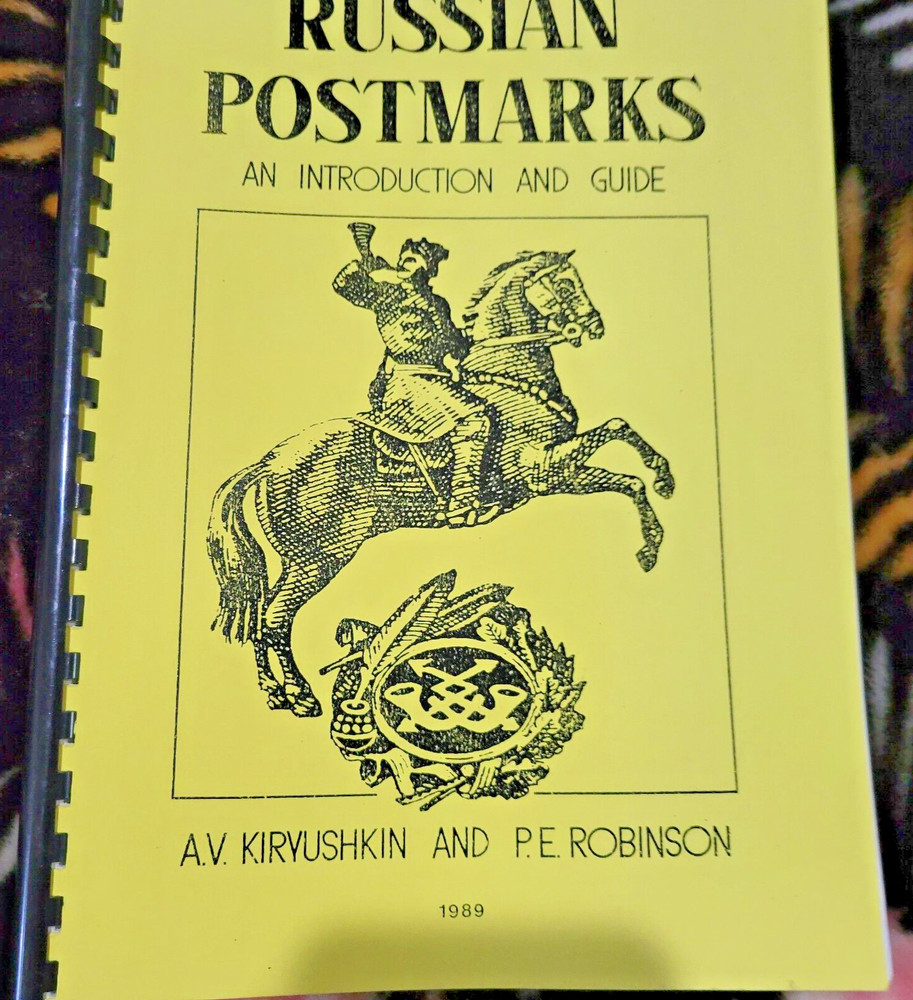 RUSSIAN
POSTMARKS
AN INTRODUCTION AND GUIDE
A.V. KIRYUSHKIN AND P.E. ROBINSON
1989